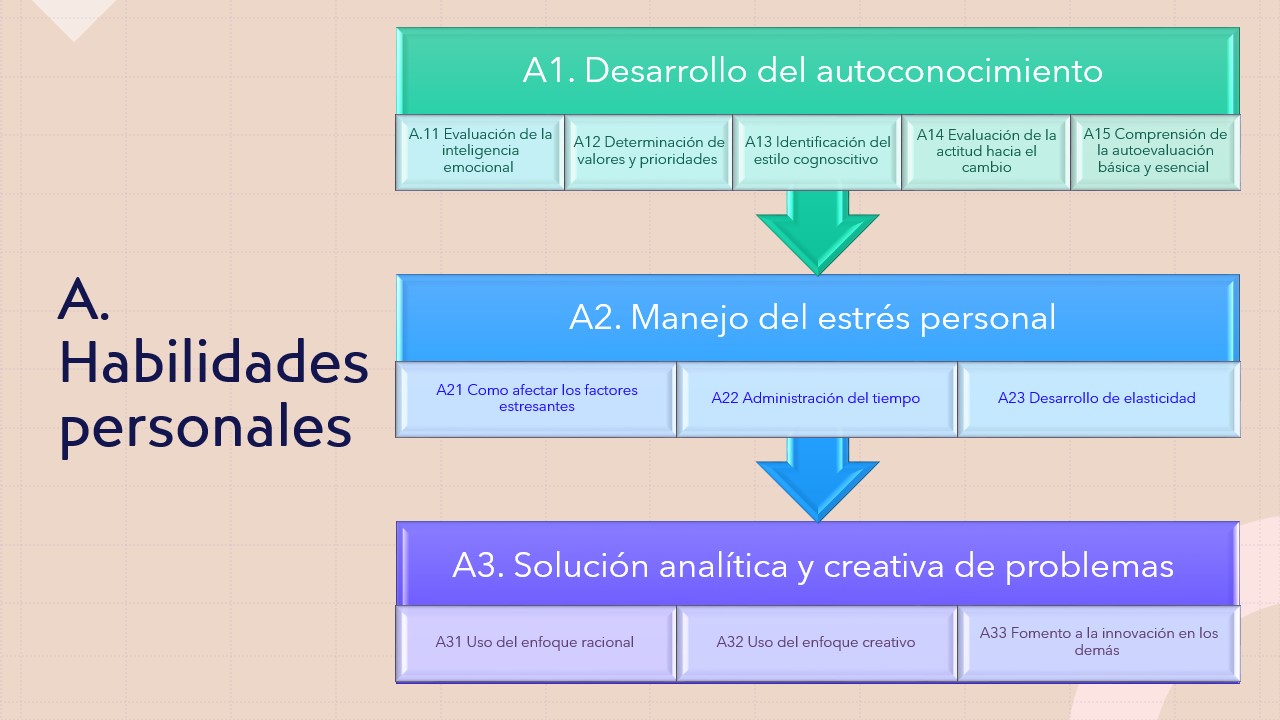 A.
Habilidades
personales
A1. Desarrollo del autoconocimiento
A.11 Evaluación de la
inteligencia
emocional
A12 Determinación de
valores y prioridades
A13 Identificación del
estilo cognoscitivo
A14 Evaluación de la
actitud hacia el
cambio
A15 Comprensión de
la autoevaluación
básica y esencial
A2. Manejo del estrés personal
A21 Como afectar los factores
estresantes
A22 Administración del tiempo
A23 Desarrollo de elasticidad
A3. Solución analítica y creativa de problemas
A31 Uso del enfoque racional
A32 Uso del enfoque creativo
A33 Fomento a la innovación en los
demás